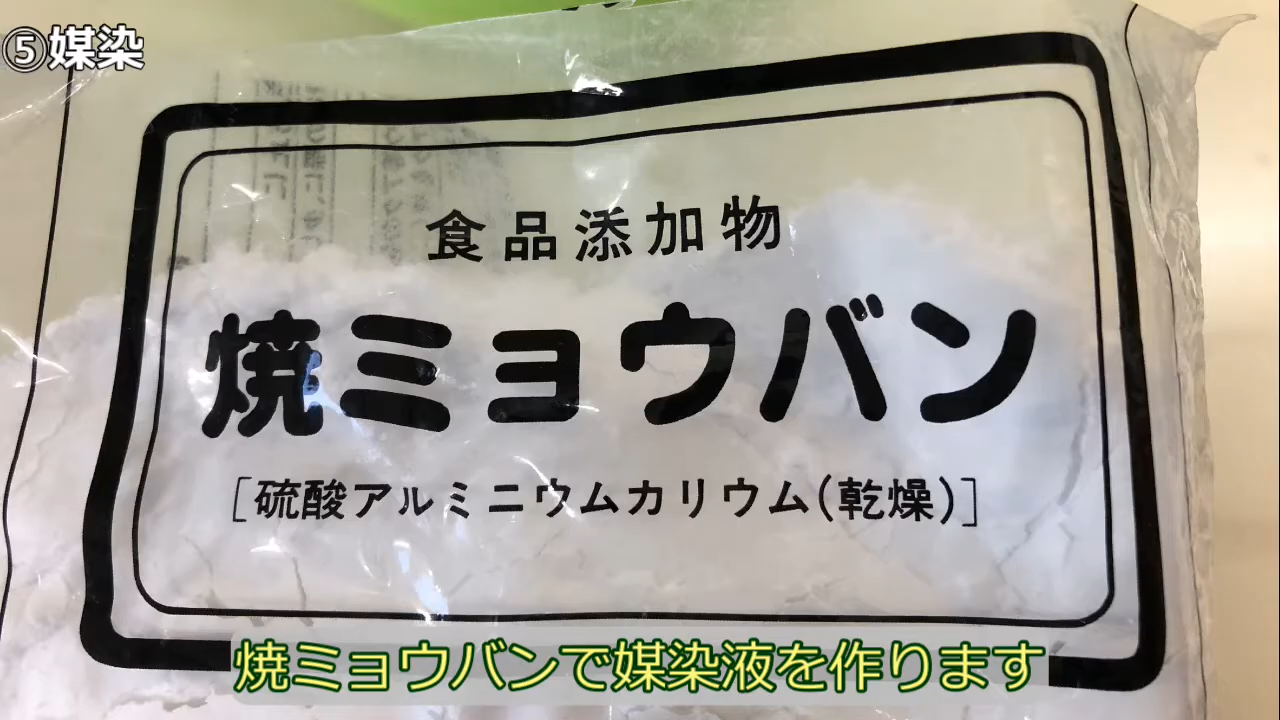 ⑤媒染
食品添加物
焼ミョウバン
[硫酸アルミニウムカリウム(乾燥)]
焼ミョウバンで媒染液を作ります